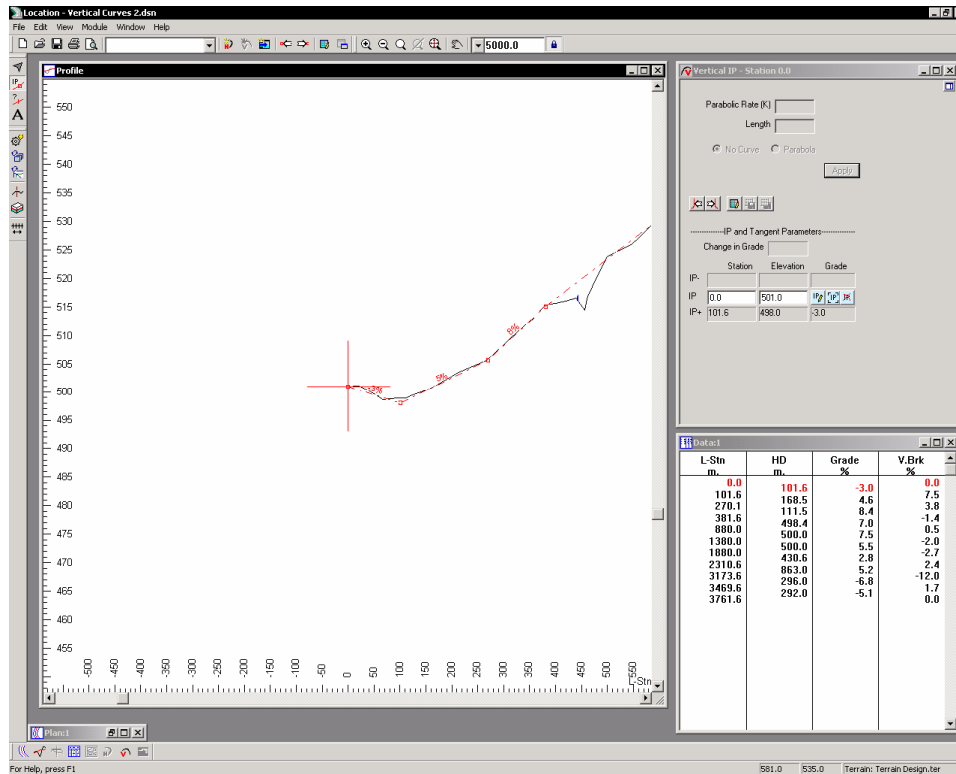 Location - Vertical Curves 2.dsn
File Edit View Module Window Help
5000.0
IP
?
A
Profile
550
545
540
535
530
525
520
515
510
505
500
495
490
485
480
475
470
465
460
455
8%
5%
-3%
-500 -450 -400 -350 -300 -250 -200 -150 -100 -50 0 50 100 150 200 250 300 350 400 450 500 550
L-Stn
Vertical IP - Station 0.0
Parabolic Rate (K)
Length
No Curve Parabola
Apply
IP and Tangent Parameters
Change in Grade
Station Elevation Grade
IP-
IP 0.0 501.0 IP [IP] IP
IP+ 101.6 498.0 -3.0
Data:1
L-Stn HD Grade V.Brk
m. m. % %
0.0 101.6 -3.0 0.0
101.6 168.5 4.6 7.5
270.1 111.5 8.4 3.8
381.6 498.4 7.0 -1.4
880.0 500.0 7.5 0.5
1380.0 500.0 5.5 -2.0
1880.0 430.6 2.8 -2.7
2310.6 863.0 5.2 2.4
3173.6 296.0 -6.8 -12.0
3469.6 292.0 -5.1 1.7
3761.6 0.0
Plan:1
For Help, press F1
581.0 535.0 Terrain: Terrain Design.ter